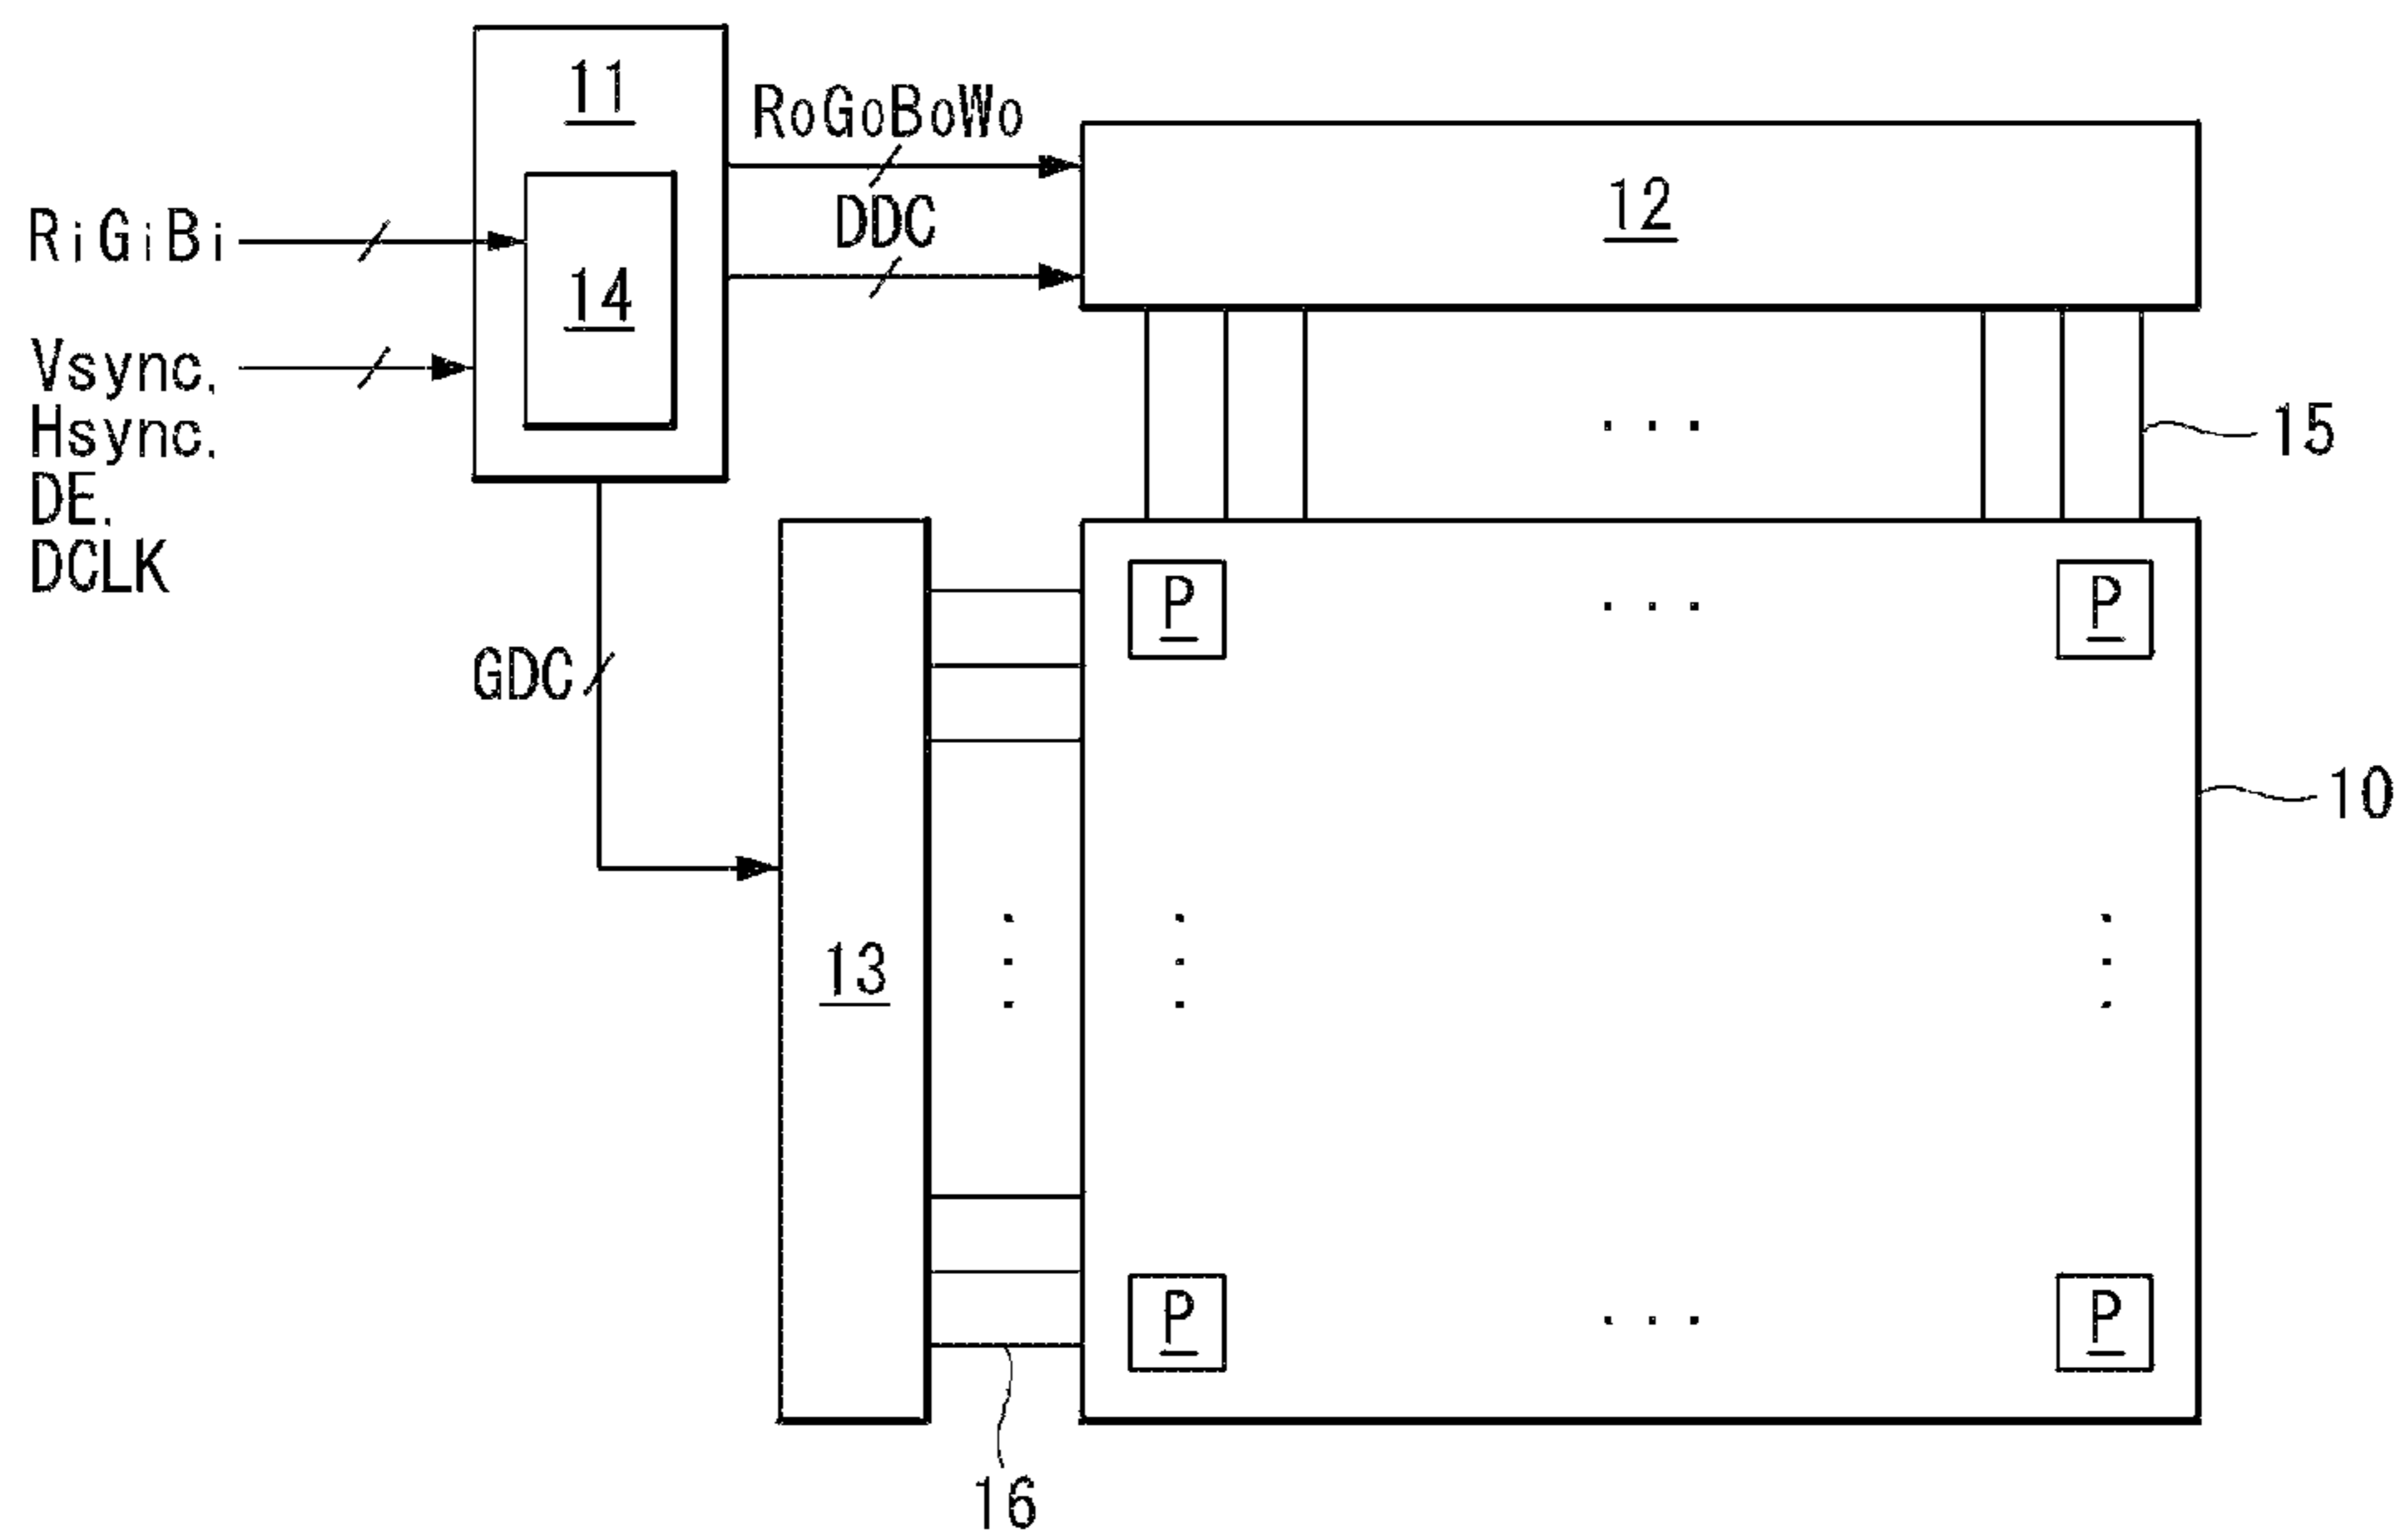 11
RoGoBoWo
12
RiGiBi
DDC
14
Vsync,
Hsync,
DE,
DCLK
15
P
P
GDC
10
13
P
P
16